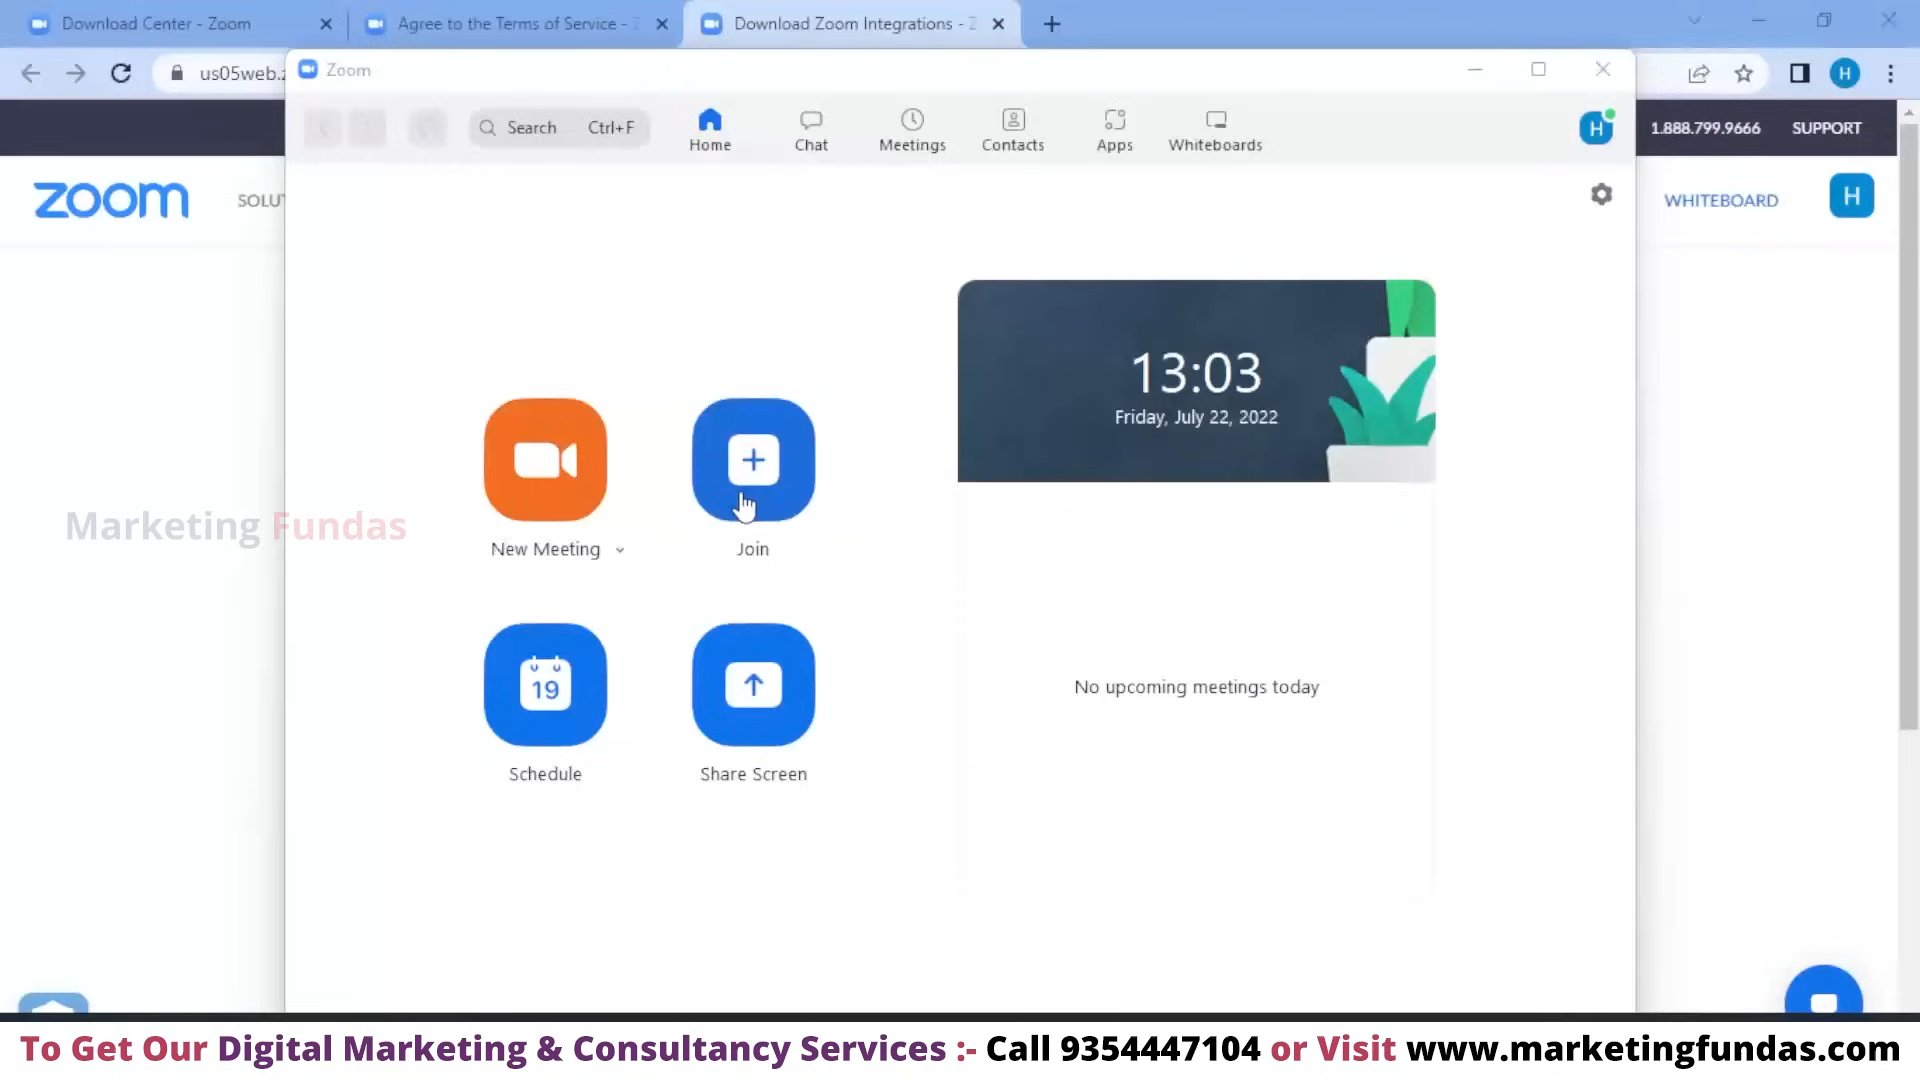 Download Center - Zoom
Agree to the Terms of Service -
Download Zoom Integrations -
us05web.z
H
Zoom
Search Ctrl+F
Home
Chat
Meetings
Contacts
Apps
Whiteboards
H
1.888.799.9666
SUPPORT
zoom
SOLUT
WHITEBOARD
H
13:03
Friday, July 22, 2022
New Meeting
Join
Marketing Fundas
19
Schedule
Share Screen
No upcoming meetings today
To Get Our Digital Marketing & Consultancy Services :- Call 9354447104 or Visit www.marketingfundas.com